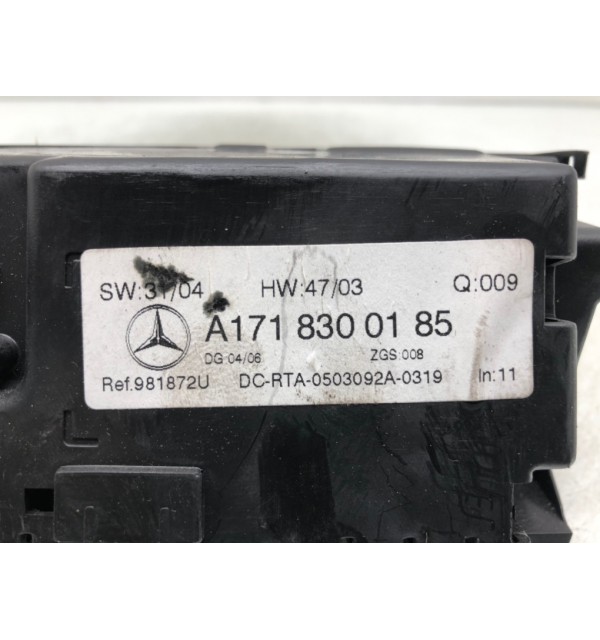 SW:31/04 HW:47/03 Q:009
A171 830 01 85
DG:04/06 ZGS:008
Ref.981872U DC-RTA-0503092A-0319 In:11